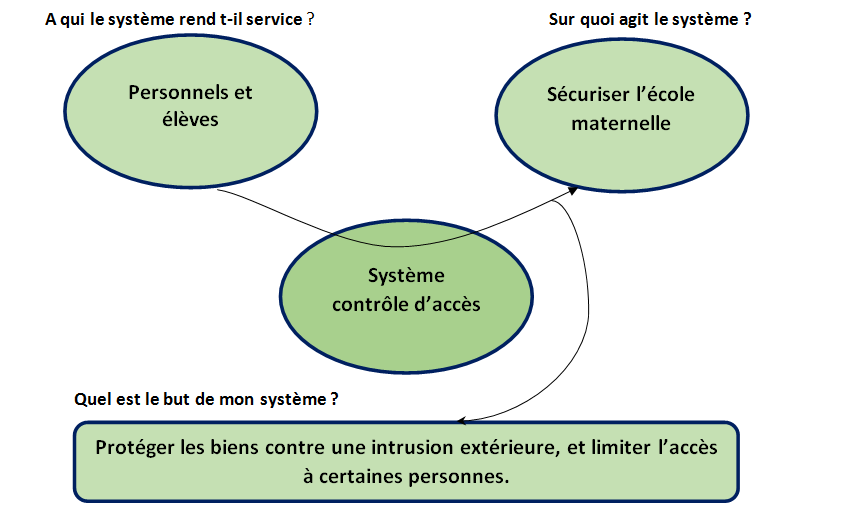 A qui le système rend t-il service ?
Sur quoi agit le système ?
Personnels et
élèves
Sécuriser l’école
maternelle
Système
contrôle d’accès
Quel est le but de mon système ?
Protéger les biens contre une intrusion extérieure, et limiter l’accès
à certaines personnes.